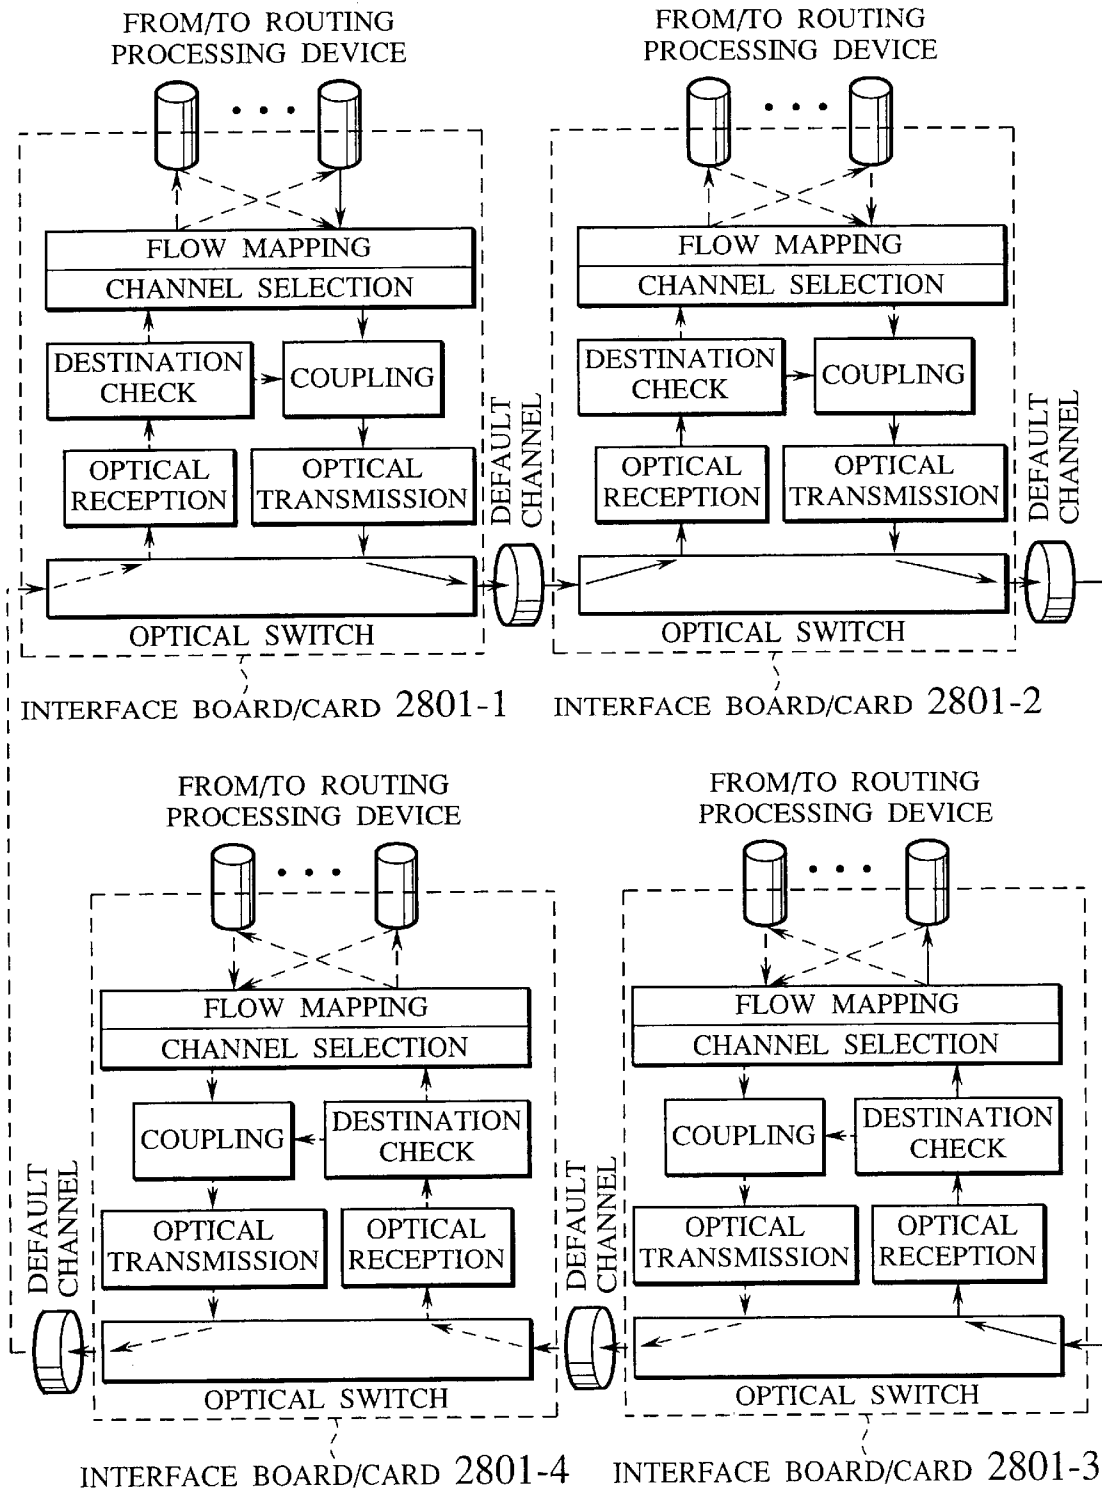 FROM/TO ROUTING
PROCESSING DEVICE
FLOW MAPPING
CHANNEL SELECTION
DESTINATION
CHECK
COUPLING
OPTICAL
RECEPTION
OPTICAL
TRANSMISSION
DEFAULT
CHANNEL
OPTICAL SWITCH
INTERFACE BOARD/CARD 2801-1
FROM/TO ROUTING
PROCESSING DEVICE
FLOW MAPPING
CHANNEL SELECTION
DESTINATION
CHECK
COUPLING
OPTICAL
RECEPTION
OPTICAL
TRANSMISSION
DEFAULT
CHANNEL
OPTICAL SWITCH
INTERFACE BOARD/CARD 2801-2
FROM/TO ROUTING
PROCESSING DEVICE
FLOW MAPPING
CHANNEL SELECTION
COUPLING
DESTINATION
CHECK
DEFAULT
CHANNEL
OPTICAL
TRANSMISSION
OPTICAL
RECEPTION
OPTICAL SWITCH
INTERFACE BOARD/CARD 2801-4
FROM/TO ROUTING
PROCESSING DEVICE
FLOW MAPPING
CHANNEL SELECTION
COUPLING
DESTINATION
CHECK
DEFAULT
CHANNEL
OPTICAL
TRANSMISSION
OPTICAL
RECEPTION
OPTICAL SWITCH
INTERFACE BOARD/CARD 2801-3